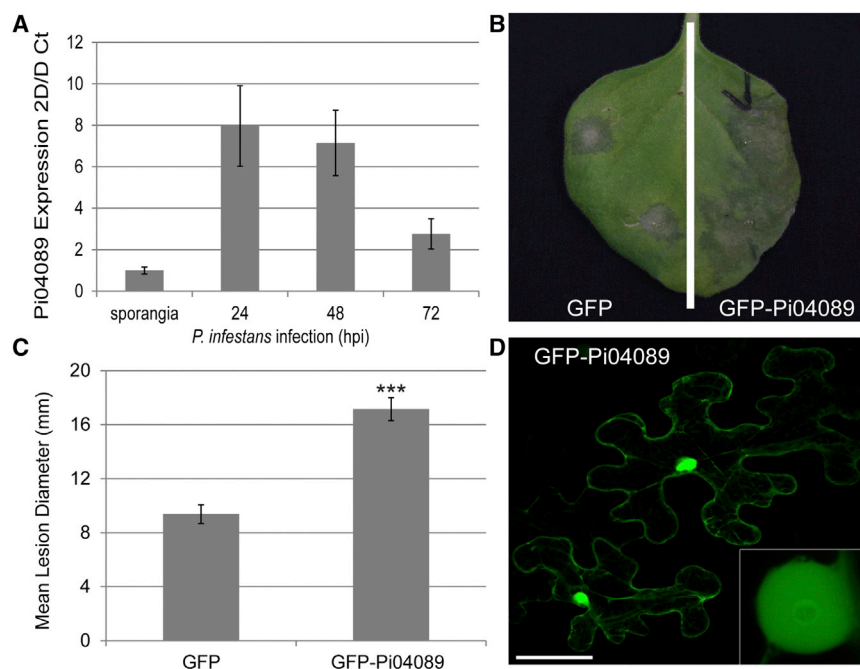 A
Pi04089 Expression 2D/D Ct
12
10
8
6
4
2
0
sporangia 24 48 72
P. infestans infection (hpi)
B
GFP GFP-Pi04089
C
Mean Lesion Diameter (mm)
20
16
12
8
4
0
***
GFP GFP-Pi04089
D
GFP-Pi04089